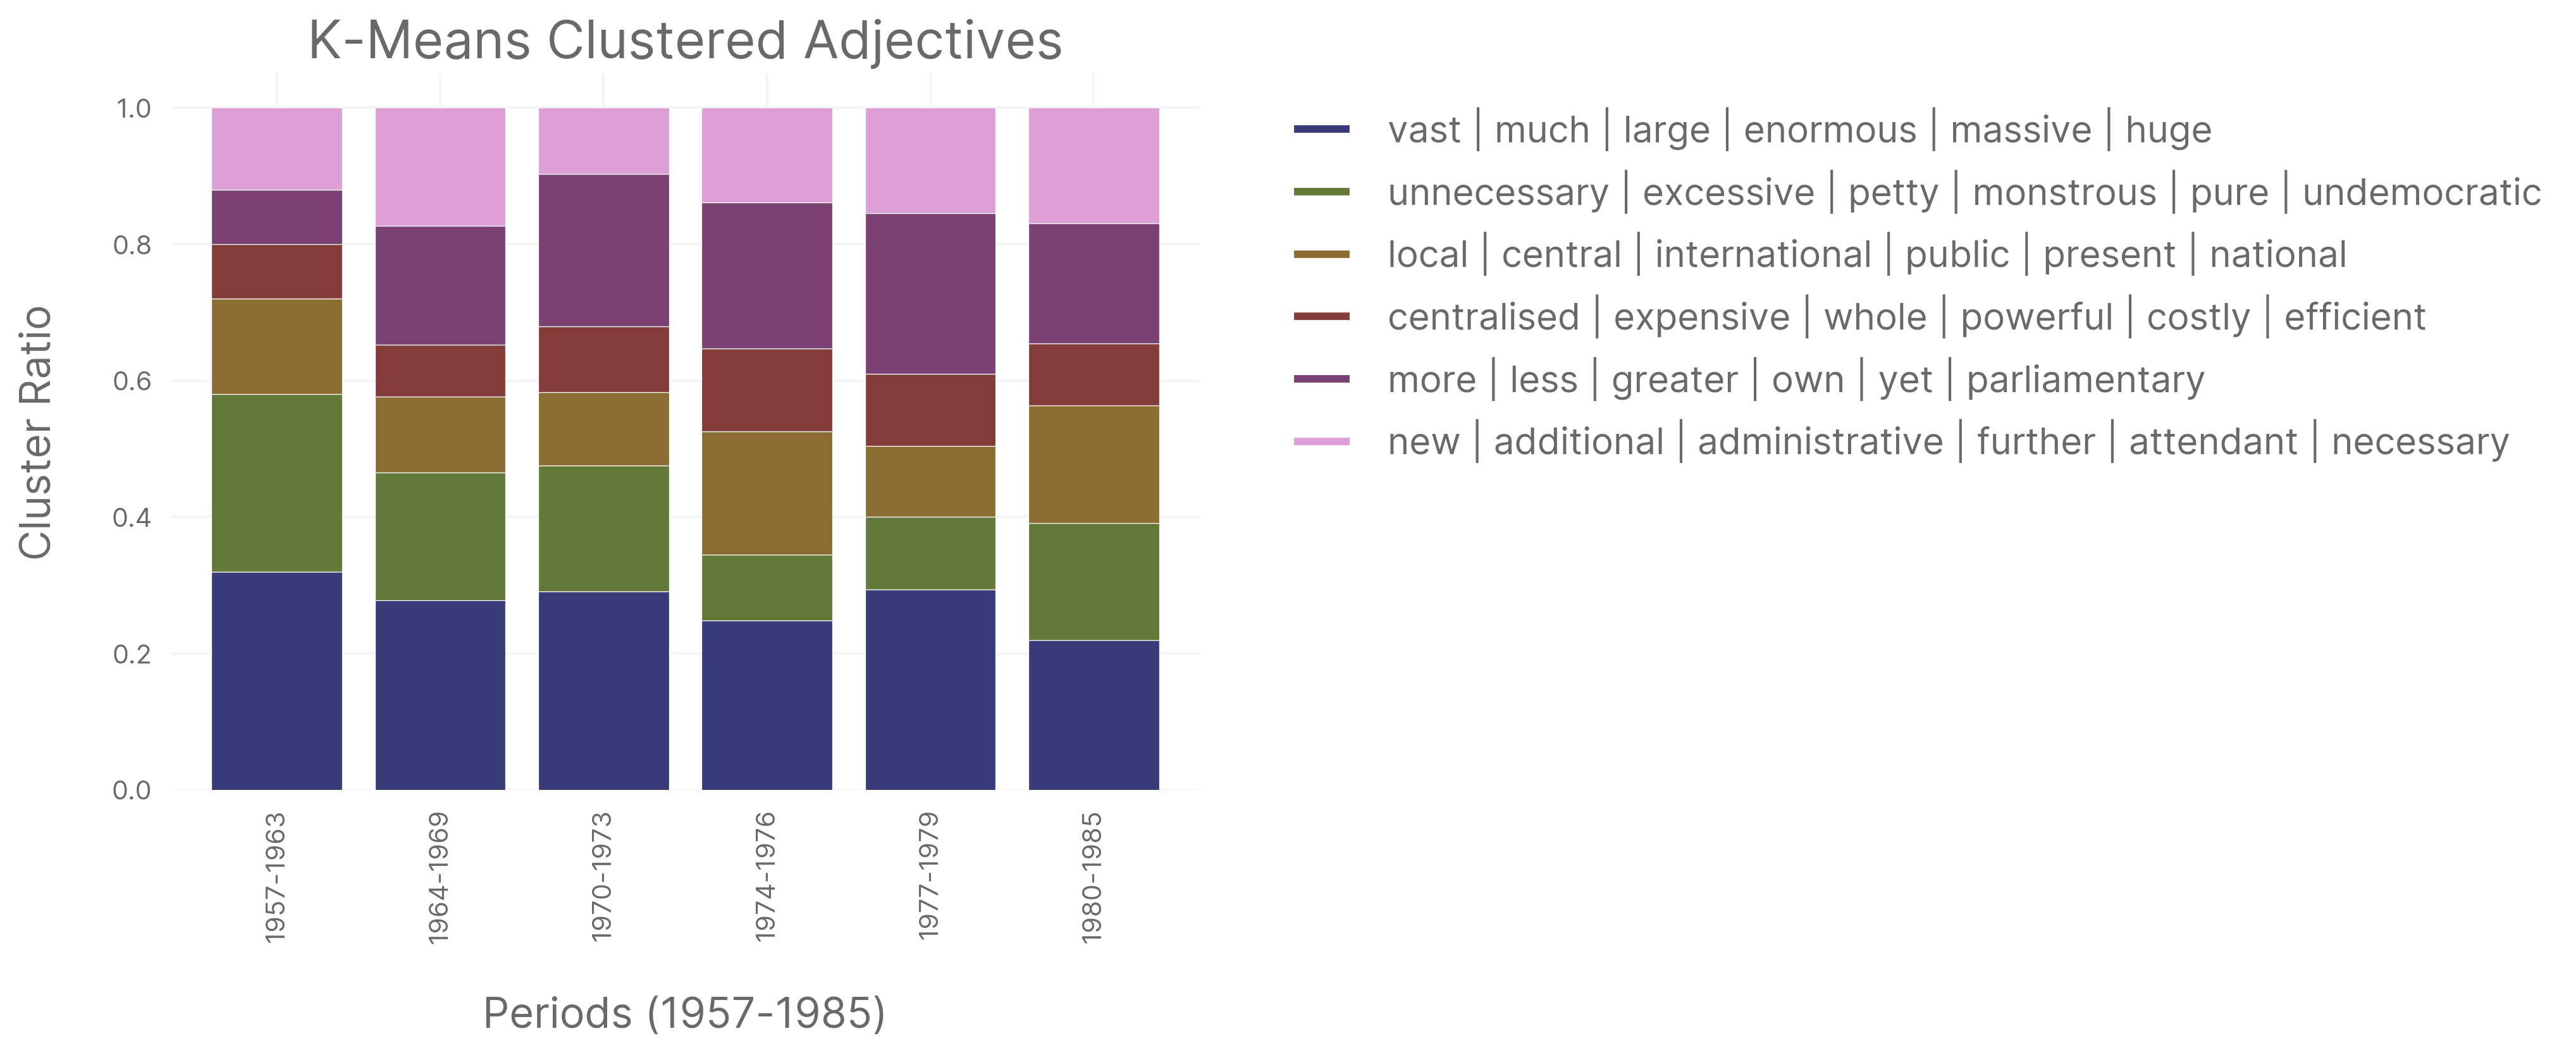 K-Means Clustered Adjectives
Cluster Ratio
1.0
0.8
0.6
0.4
0.2
0.0
1957-1963
1964-1969
1970-1973
1974-1976
1977-1979
1980-1985
Periods (1957-1985)
vast | much | large | enormous | massive | huge
unnecessary | excessive | petty | monstrous | pure | undemocratic
local | central | international | public | present | national
centralised | expensive | whole | powerful | costly | efficient
more | less | greater | own | yet | parliamentary
new | additional | administrative | further | attendant | necessary